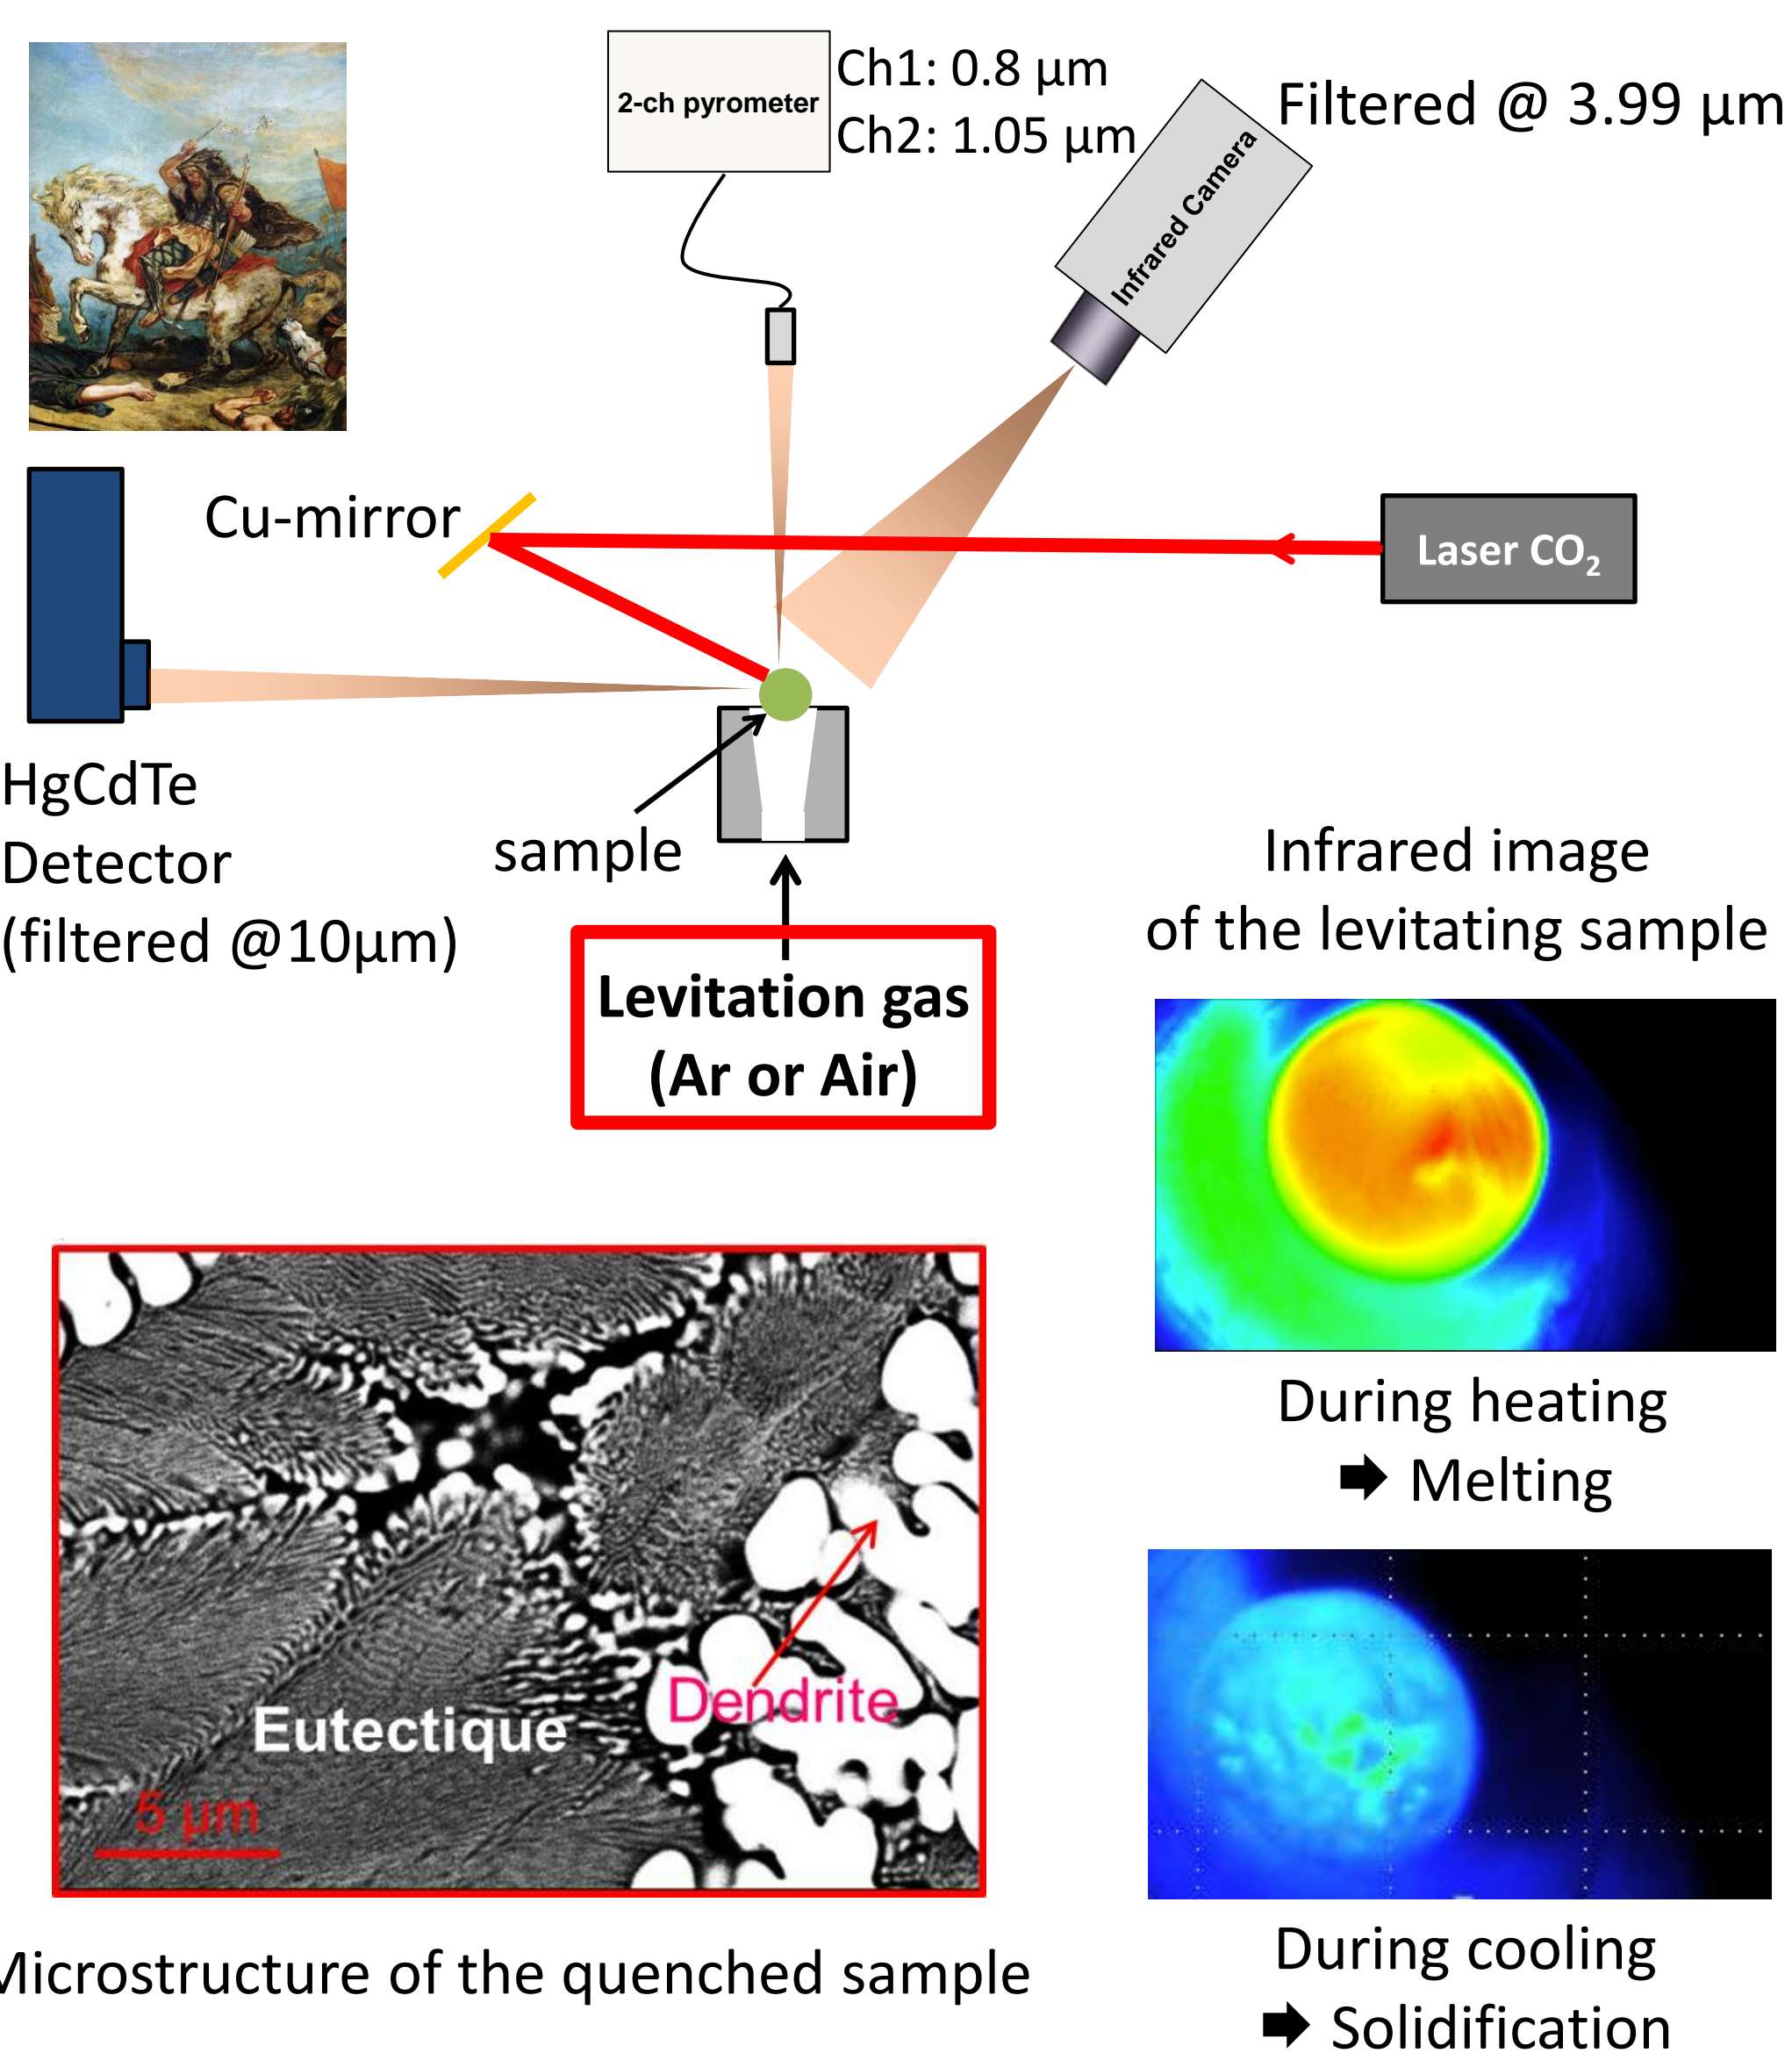 2-ch pyrometer
Ch1: 0.8 µm
Ch2: 1.05 µm
Infrared Camera
Filtered @ 3.99 µm
Cu-mirror
Laser CO₂
HgCdTe
Detector
(filtered @10µm)
sample
Levitation gas
(Ar or Air)
Infrared image
of the levitating sample
During heating
🡆 Melting
Eutectique
Dendrite
5 µm
Microstructure of the quenched sample
During cooling
🡆 Solidification